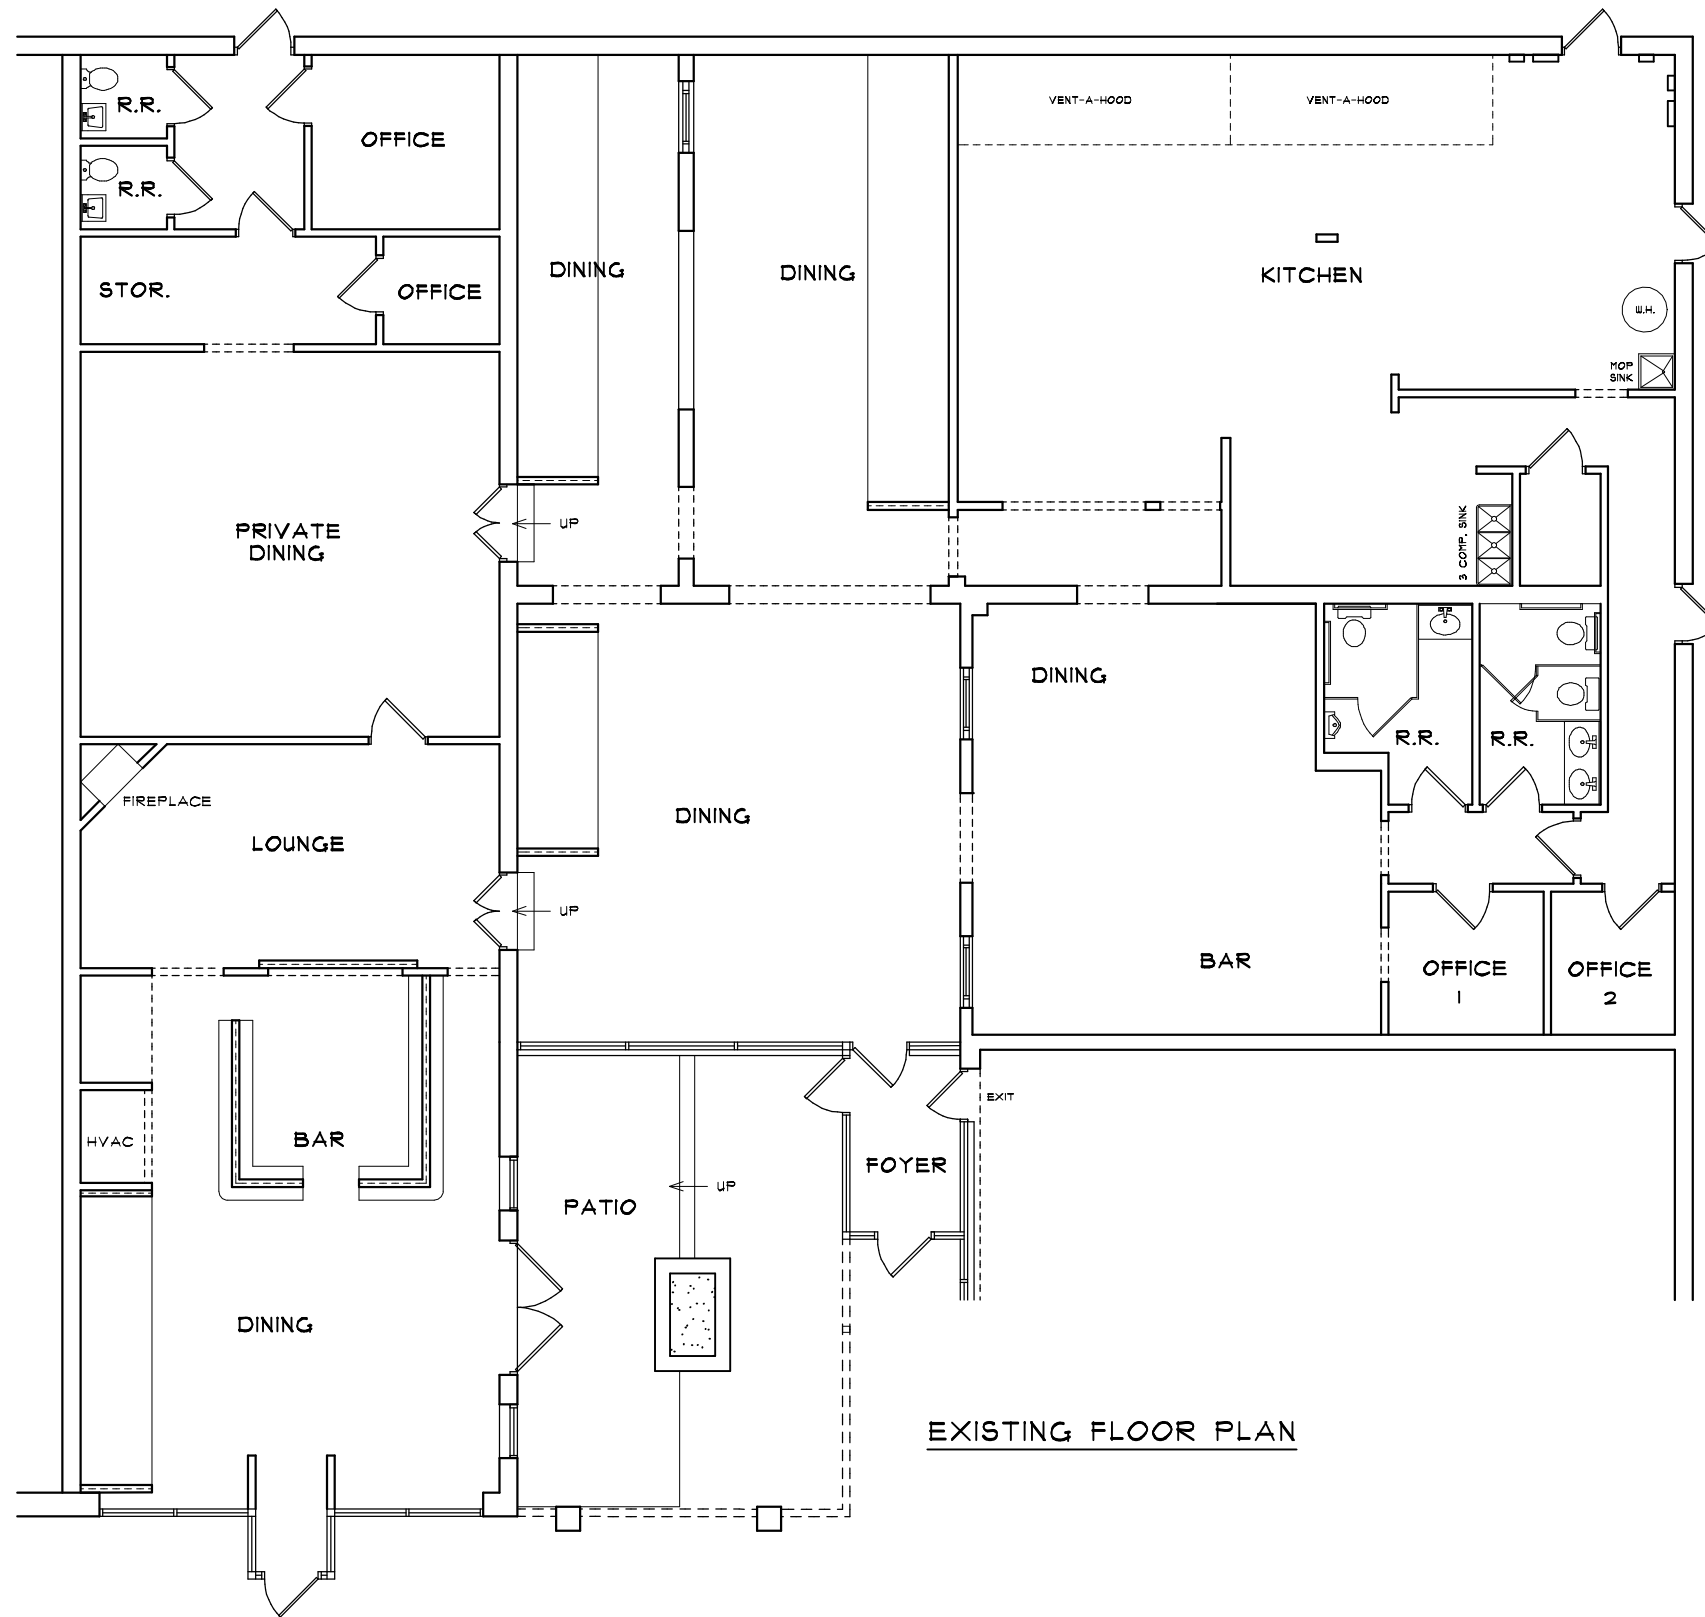 VENT-A-HOOD
VENT-A-HOOD
R.R.
OFFICE
R.R.
DINING
DINING
KITCHEN
STOR.
OFFICE
W.H.
MOP
SINK
PRIVATE
DINING
UP
3 COMP. SINK
DINING
R.R.
R.R.
FIREPLACE
DINING
LOUNGE
UP
BAR
OFFICE
1
OFFICE
2
EXIT
HVAC
BAR
FOYER
UP
PATIO
DINING
EXISTING FLOOR PLAN